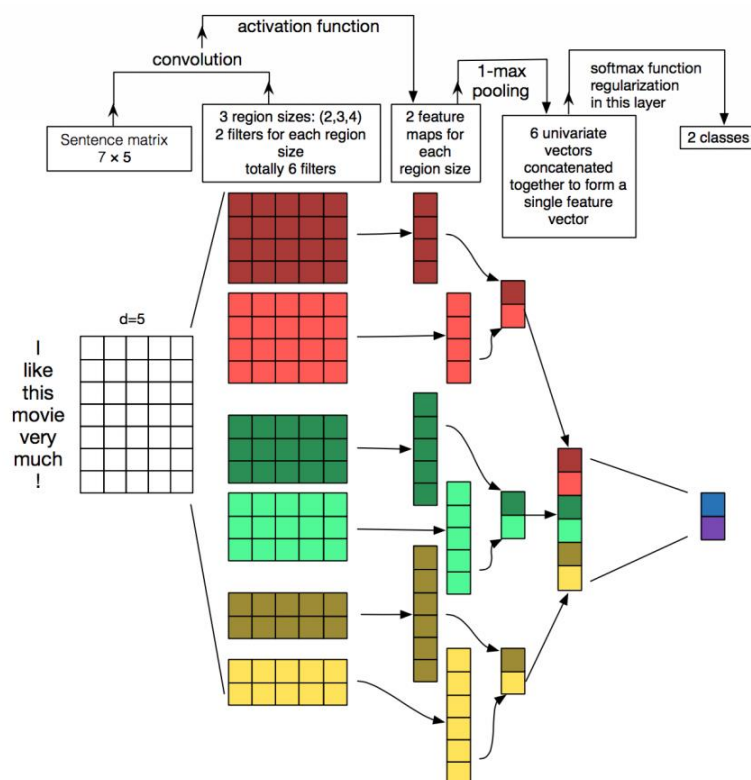 activation function
convolution
1-max
pooling
softmax function
regularization
in this layer
Sentence matrix
7 × 5
3 region sizes: (2,3,4)
2 filters for each region
size
totally 6 filters
2 feature
maps for
each
region size
6 univariate
vectors
concatenated
together to form a
single feature
vector
2 classes
d=5
I
like
this
movie
very
much
!